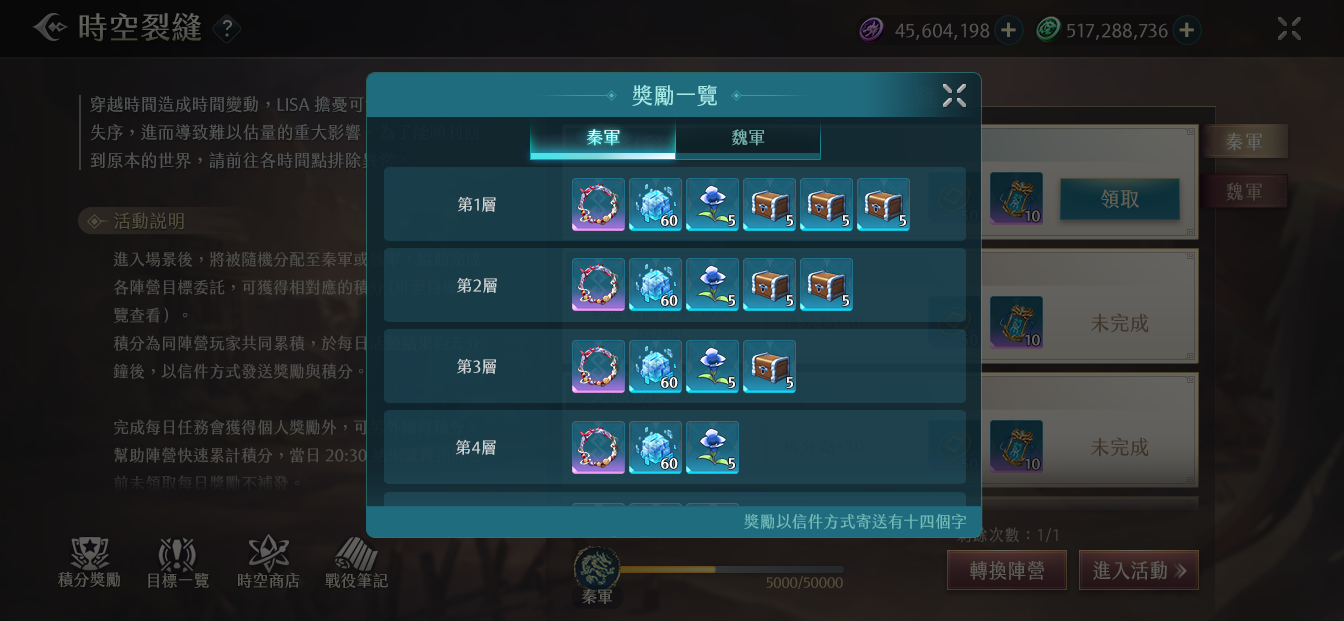 時空裂縫 ?
45,604,198
517,288,736
穿越時間造成時間變動，LISA 擔憂可
失序，進而導致難以估量的重大影響
到原本的世界，請前往各時間點排除
活動說明
進入場景後，將被隨機分配至秦軍或
各陣營目標委託，可獲得相對應的積
覽查看）。
積分為同陣營玩家共同累積，於每日
鐘後，以信件方式發送獎勵與積分。
完成每日任務會獲得個人獎勵外，可
幫助陣營快速累計積分，當日 20:30
前未領取每日獎勵不補發。
獎勵一覽
秦軍
魏軍
第1層
60
5
5
5
5
第2層
60
5
5
5
第3層
60
5
5
第4層
60
5
獎勵以信件方式寄送有十四個字
10
領取
10
未完成
10
未完成
秦軍
魏軍
積分獎勵
目標一覽
時空商店
戰役筆記
秦軍
5000/50000
剩餘次數：1/1
轉換陣營
進入活動